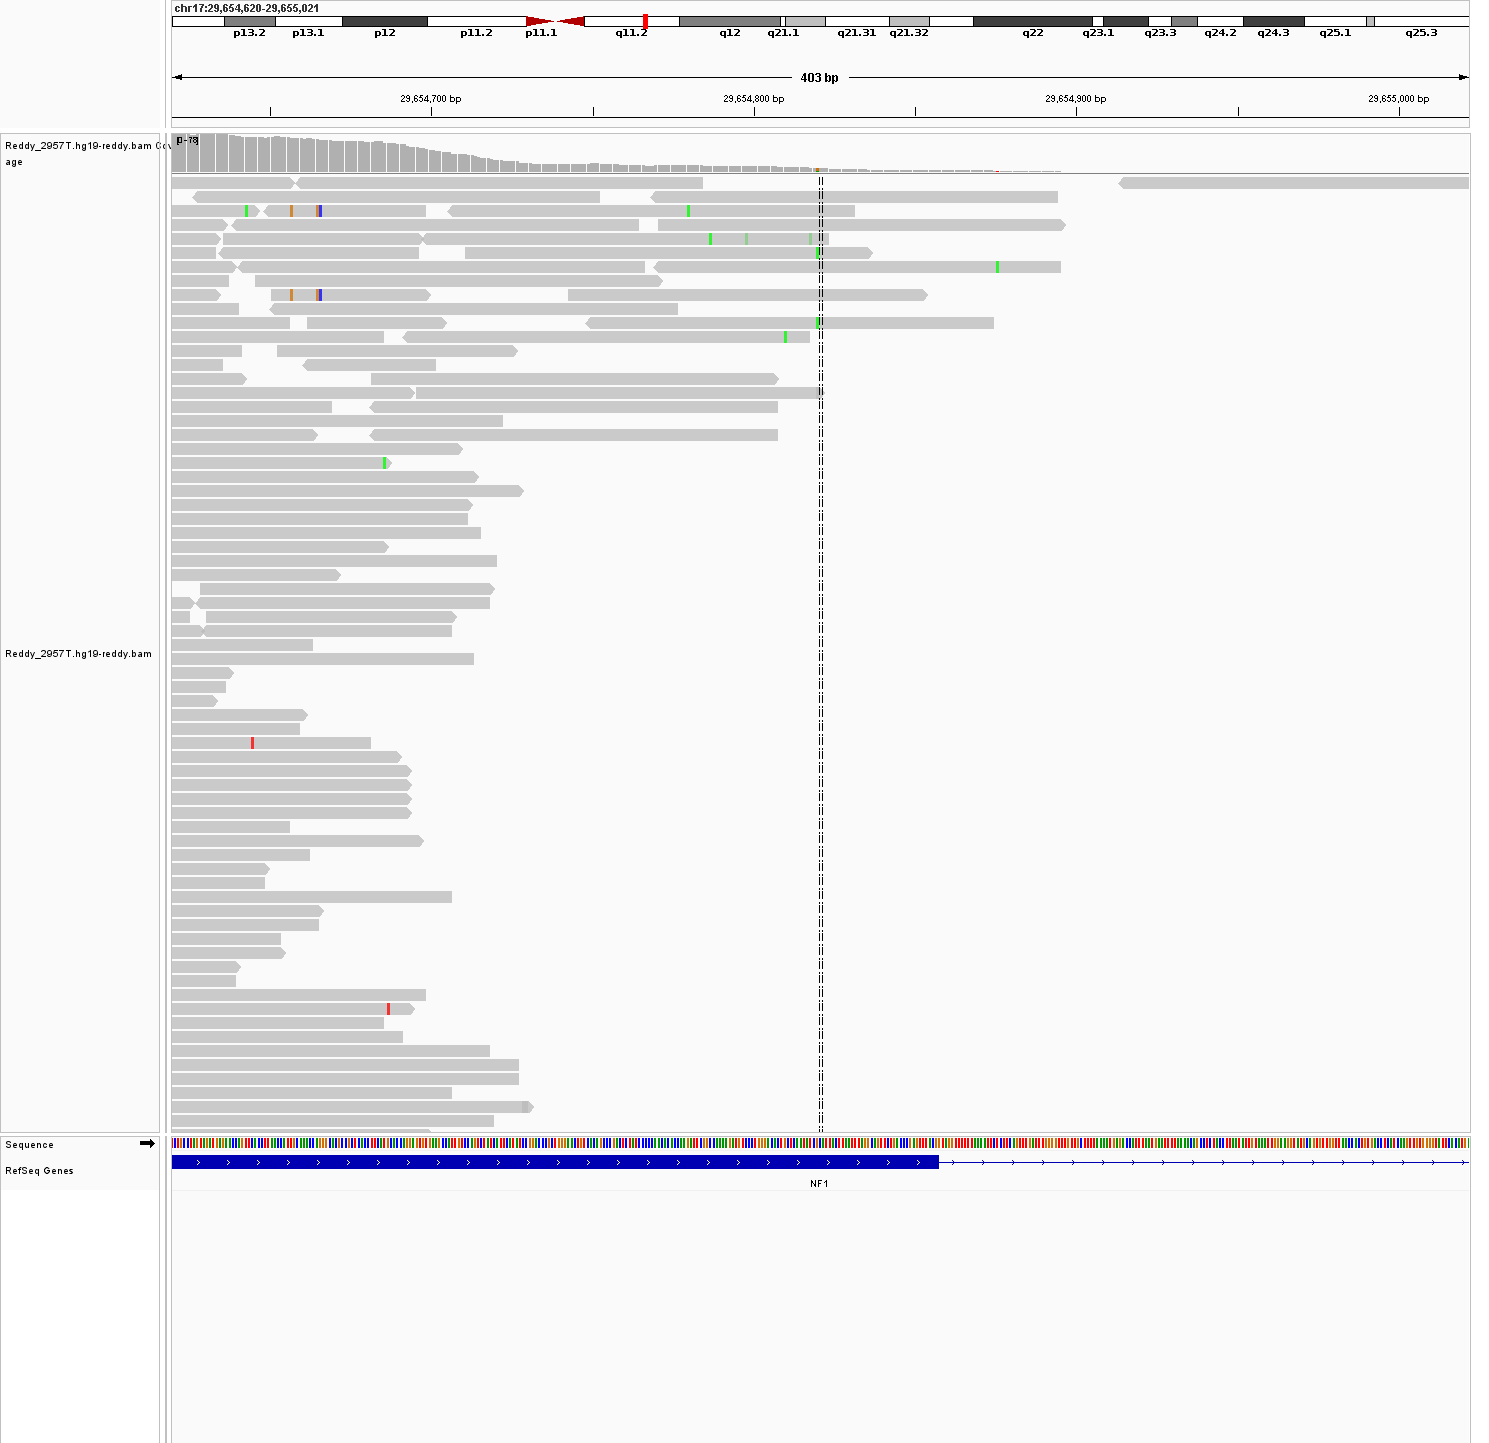 chr17:29,654,620-29,655,021
p13.2 p13.1 p12 p11.2 p11.1 q11.2 q12 q21.1 q21.31 q21.32 q22 q23.1 q23.3 q24.2 q24.3 q25.1 q25.3
403 bp
29,654,700 bp 29,654,800 bp 29,654,900 bp 29,655,000 bp
Reddy_2957T.hg19-reddy.bam Cov
age
Reddy_2957T.hg19-reddy.bam
Sequence
RefSeq Genes
NF1